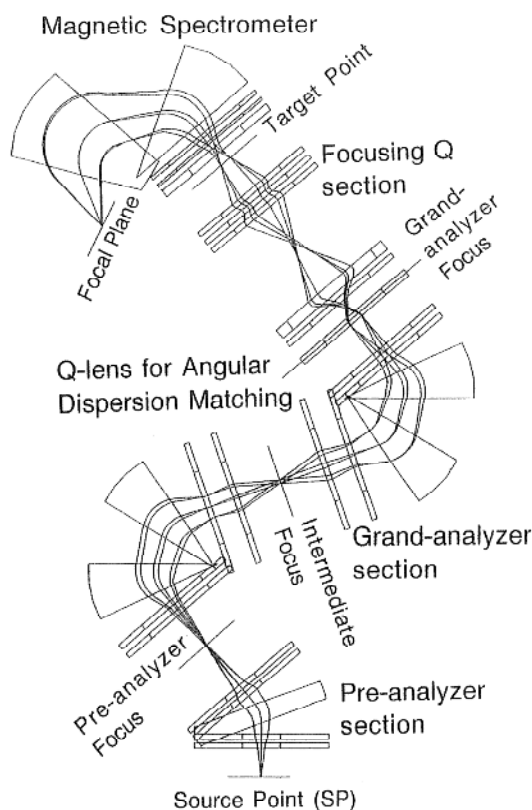 Magnetic Spectrometer
Target Point
Focusing Q
section
Focal Plane
Grand-
analyzer
Focus
Q-lens for Angular
Dispersion Matching
Intermediate
Focus
Grand-analyzer
section
Pre-analyzer
Focus
Pre-analyzer
section
Source Point (SP)